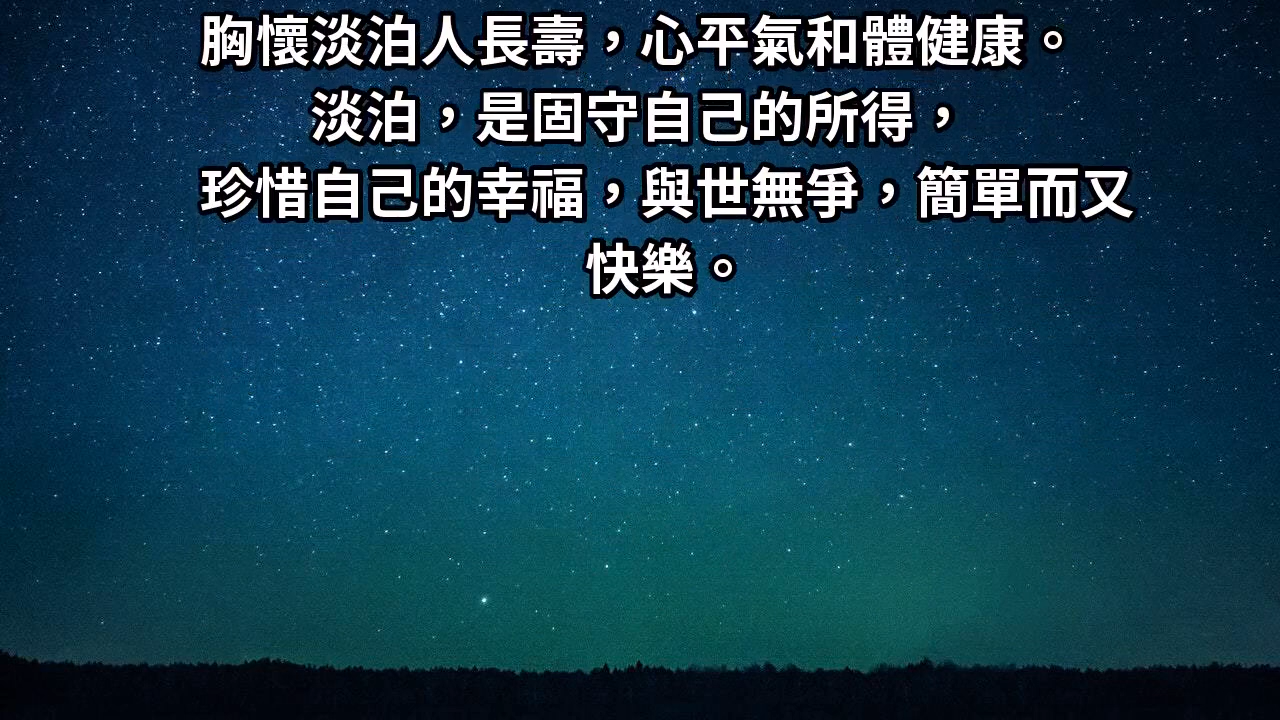 胸懷淡泊人長壽，心平氣和體健康。
淡泊，是固守自己的所得，
珍惜自己的幸福，與世無爭，簡單而又
快樂。